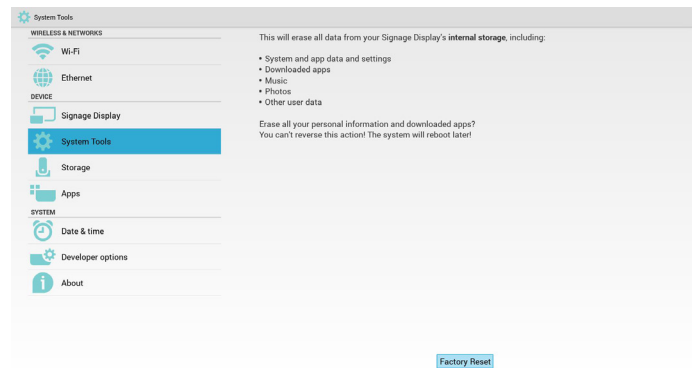 System Tools
WIRELESS & NETWORKS
Wi-Fi
Ethernet
DEVICE
Signage Display
System Tools
Storage
Apps
SYSTEM
Date & time
Developer options
About
This will erase all data from your Signage Display's internal storage, including:
• System and app data and settings
• Downloaded apps
• Music
• Photos
• Other user data
Erase all your personal information and downloaded apps?
You can't reverse this action! The system will reboot later!
Factory Reset